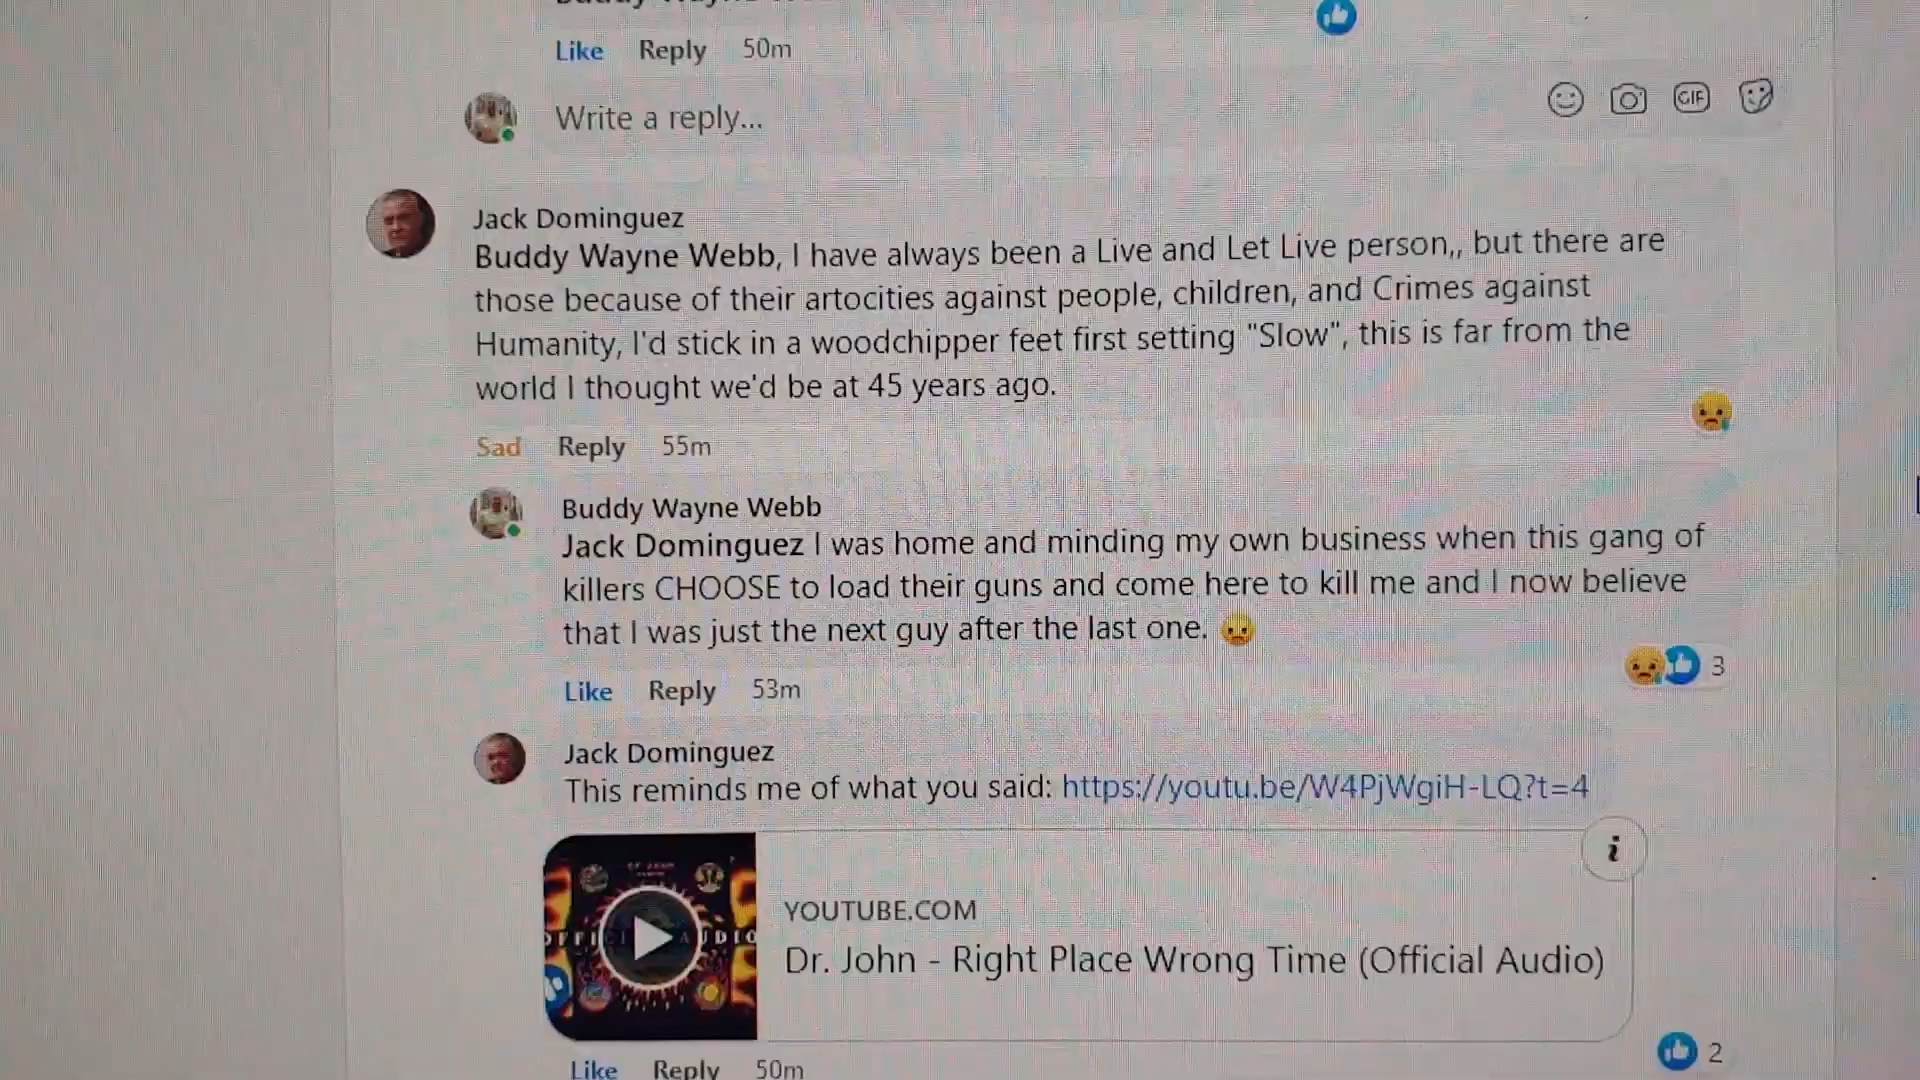 Like Reply 50m
Write a reply...
GIF
Jack Dominguez
Buddy Wayne Webb, I have always been a Live and Let Live person,, but there are
those because of their artocities against people, children, and Crimes against
Humanity, I'd stick in a woodchipper feet first setting "Slow", this is far from the
world I thought we'd be at 45 years ago.
Sad Reply 55m
Buddy Wayne Webb
Jack Dominguez I was home and minding my own business when this gang of
killers CHOOSE to load their guns and come here to kill me and I now believe
that I was just the next guy after the last one.
3
Like Reply 53m
Jack Dominguez
This reminds me of what you said: https://youtu.be/W4PjWgiH-LQ?t=4
i
YOUTUBE.COM
Dr. John - Right Place Wrong Time (Official Audio)
2
Like Reply 50m